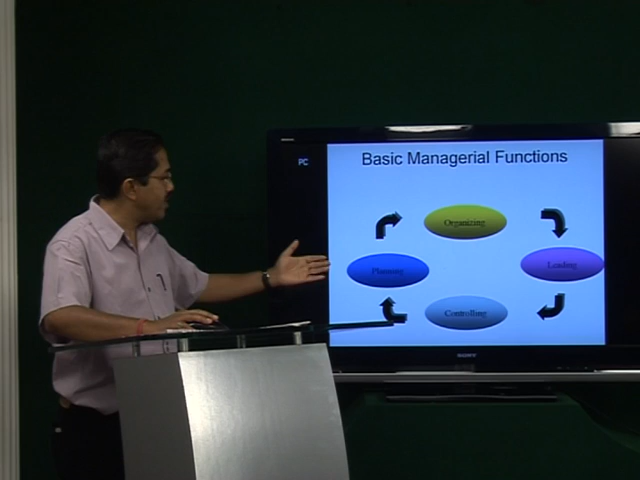 PC
Basic Managerial Functions
Organizing
Planning
Leading
Controlling
SONY